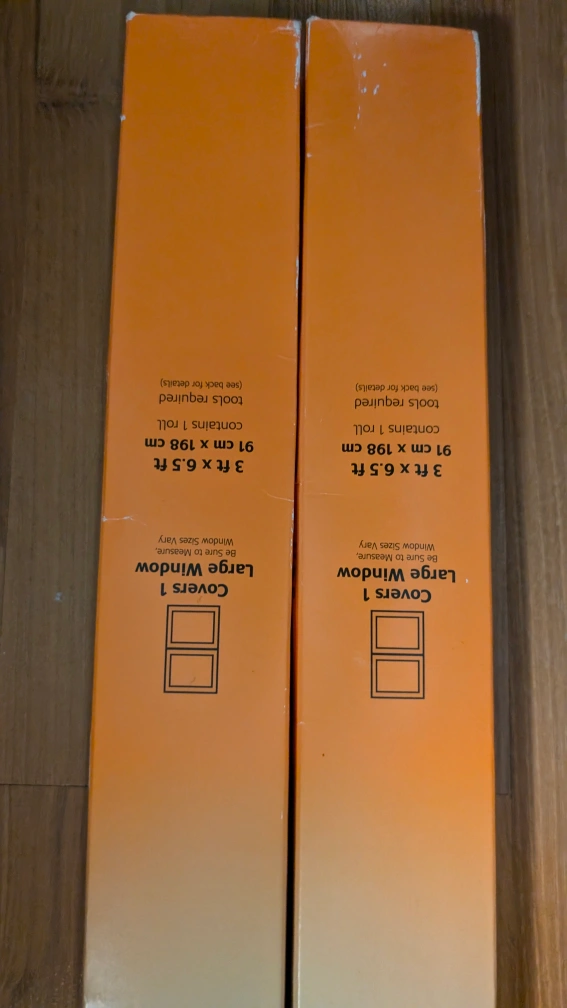 Covers 1
Large Window
Be Sure to Measure,
Window Sizes Vary
3 ft x 6.5 ft
91 cm x 198 cm
contains 1 roll
tools required
(see back for details)
Covers 1
Large Window
Be Sure to Measure,
Window Sizes Vary
3 ft x 6.5 ft
91 cm x 198 cm
contains 1 roll
tools required
(see back for details)